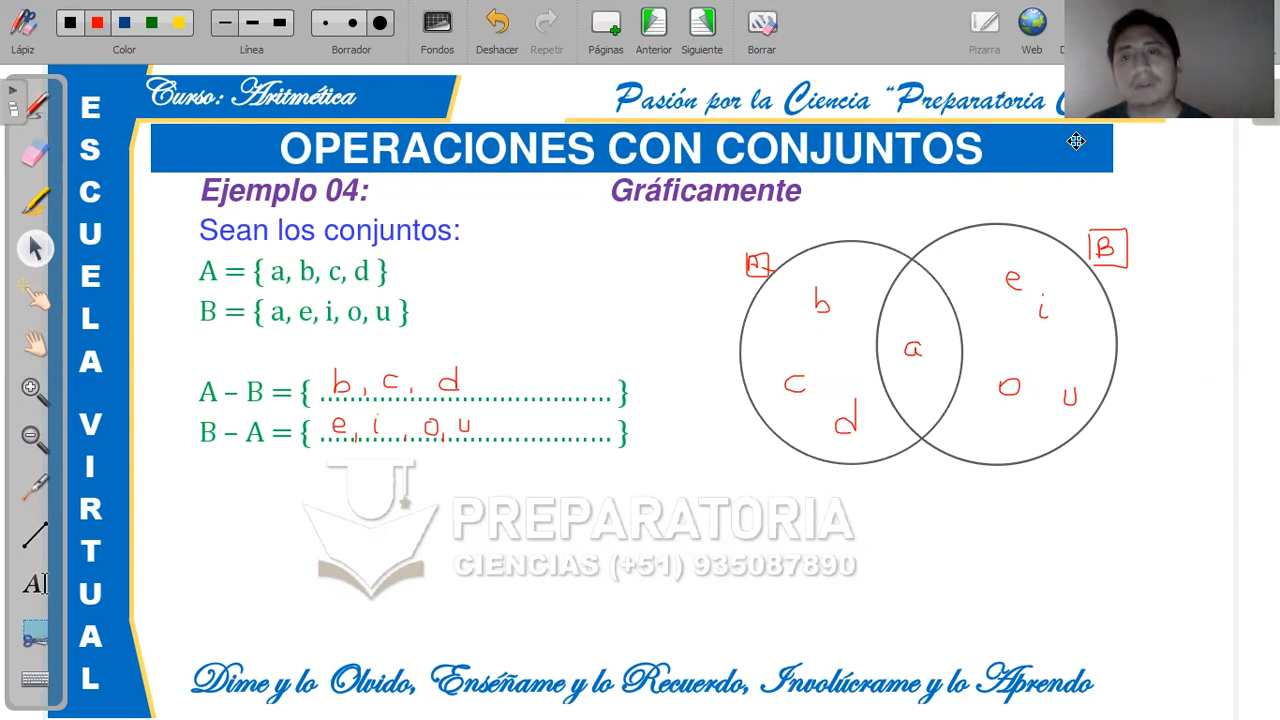 Lápiz
Color
Línea
Borrador
Fondos
Deshacer
Repetir
Páginas
Anterior
Siguiente
Borrar
Pizarra
Web
Curso: Aritmética
Pasión por la Ciencia "Preparatoria
ESCUELA VIRTUAL
OPERACIONES CON CONJUNTOS
Ejemplo 04:
Gráficamente
Sean los conjuntos:
A = { a, b, c, d }
B = { a, e, i, o, u }
A – B = { b, c, d }
B – A = { e, i, o, u }
A
B
b
e
i
a
c
o
u
d
PREPARATORIA
CIENCIAS (+51) 935087890
Dime y lo Olvido, Enséñame y lo Recuerdo, Involúcrame y lo Aprendo